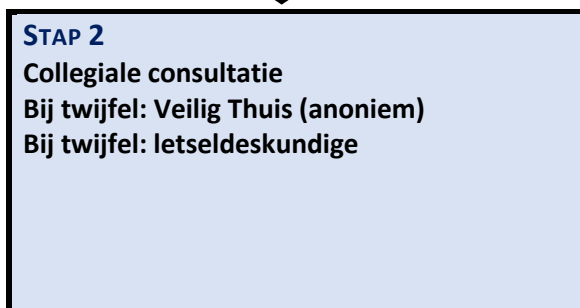 STAP 2
Collegiale consultatie
Bij twijfel: Veilig Thuis (anoniem)
Bij twijfel: letseldeskundige